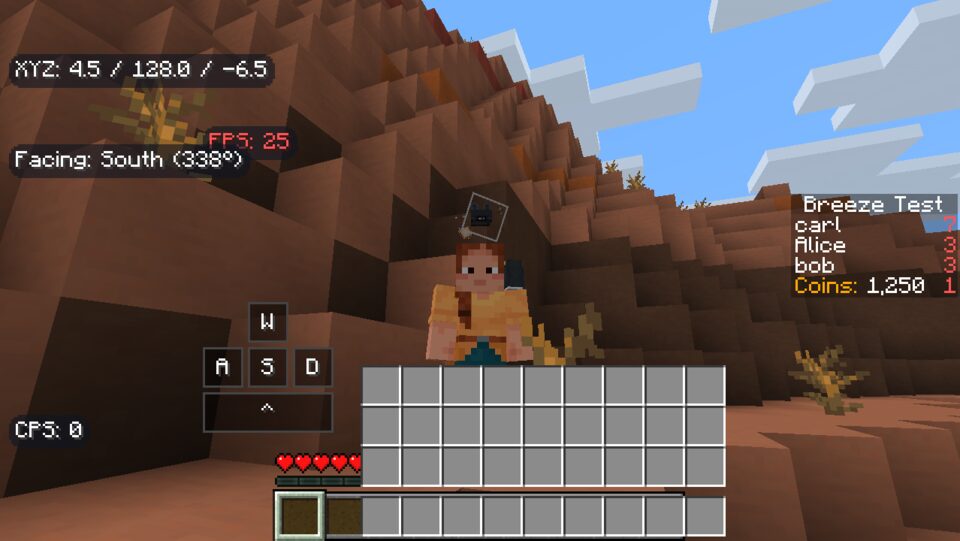 XYZ: 4.5 / 128.0 / -6.5
FPS: 25
Facing: South (338°)
Breeze Test
carl 7
Alice 3
bob 3
Coins: 1,250 1
W
A S D
^
CPS: 0